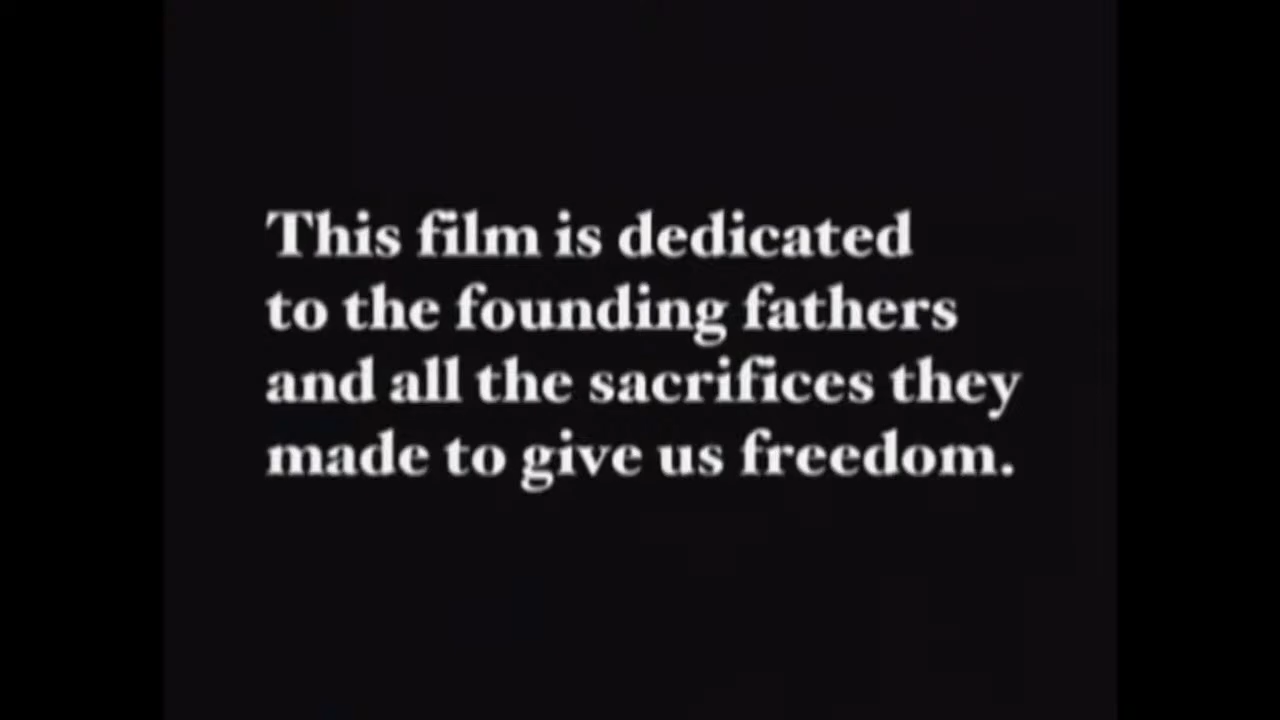 This film is dedicated
to the founding fathers
and all the sacrifices they
made to give us freedom.